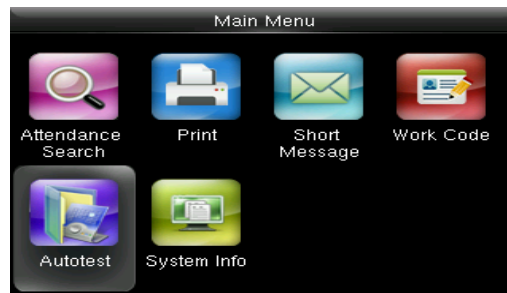 Main Menu
Attendance Search
Print
Short Message
Work Code
Autotest
System Info